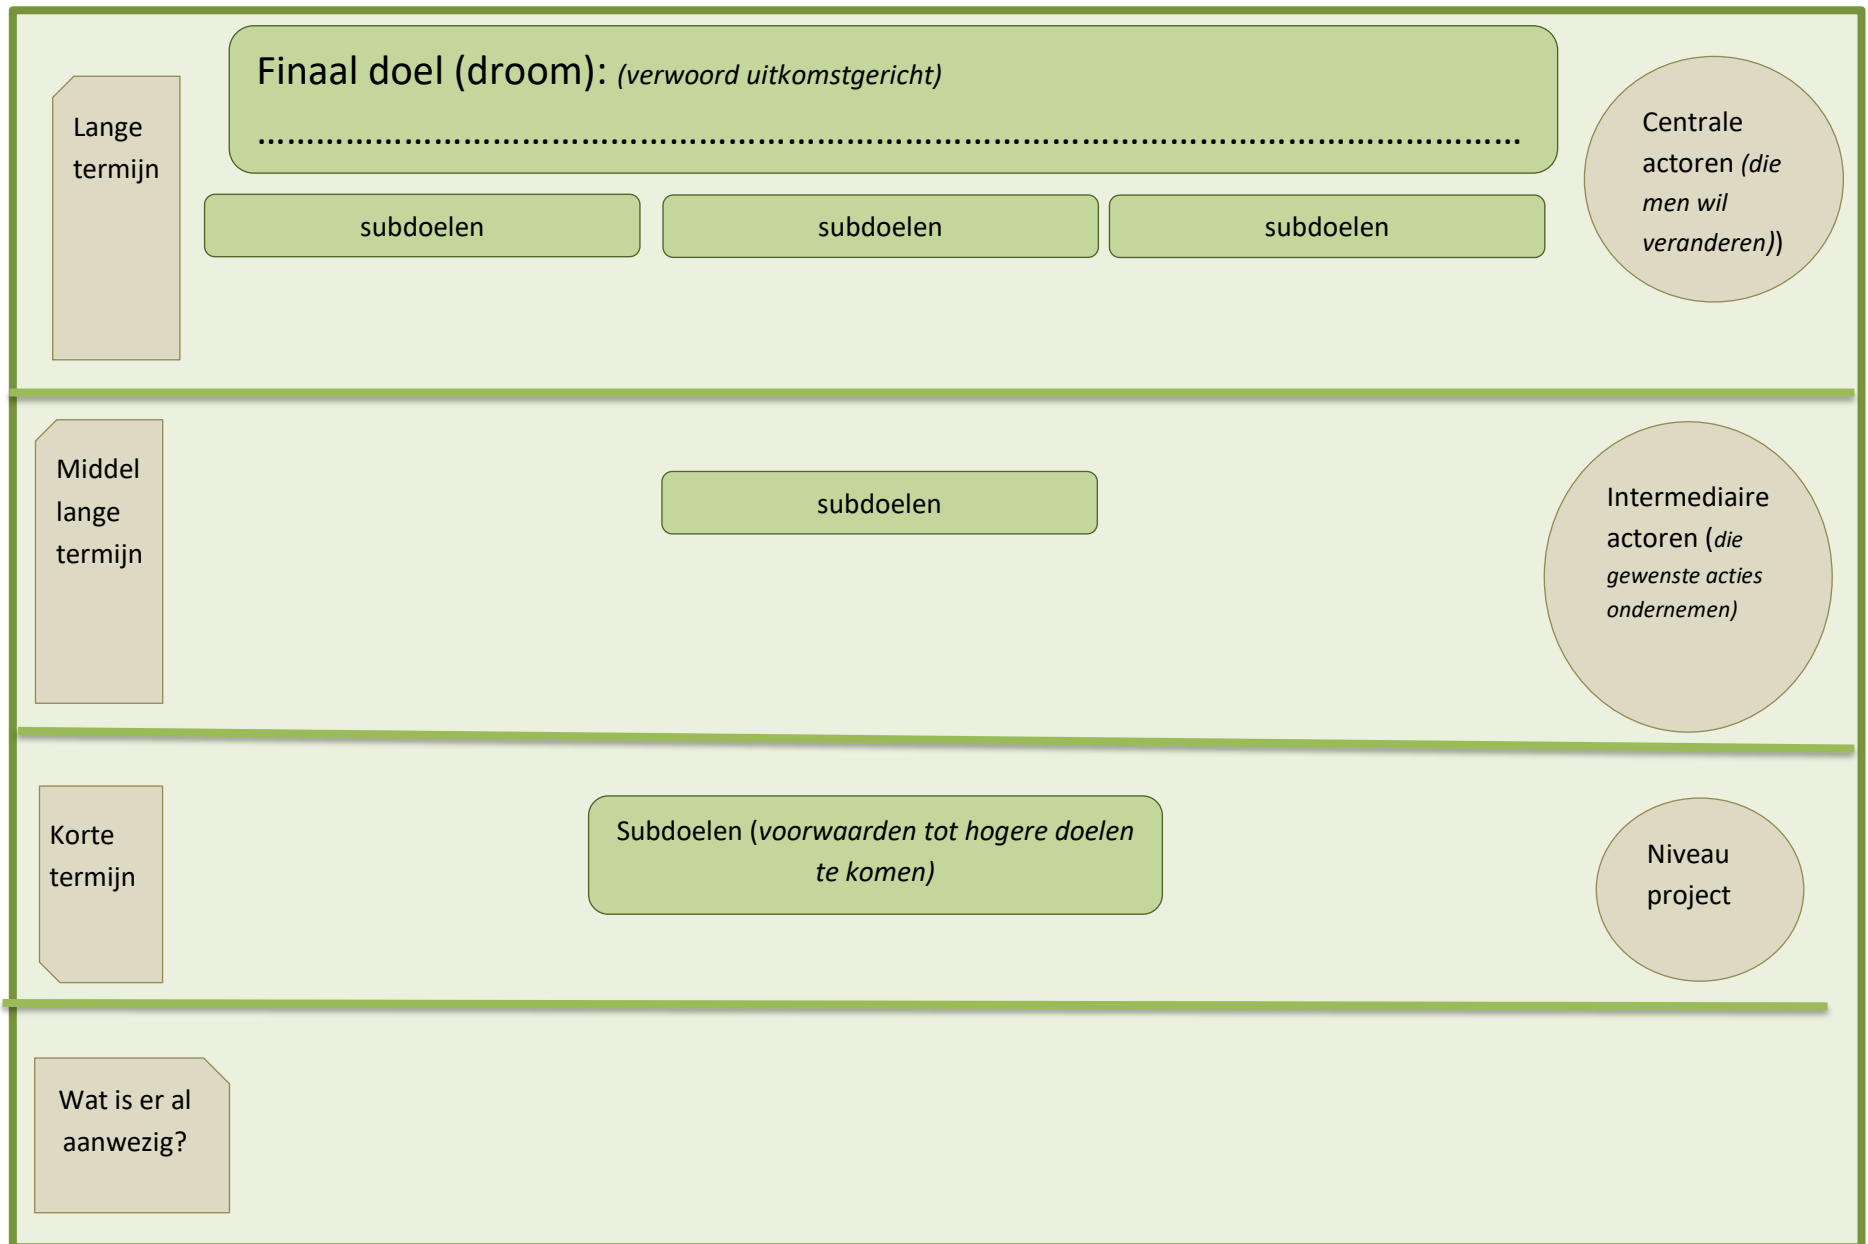 Finaal doel (droom): (verwoord uitkomstgericht)
……………………………………………………………………………………………………………………
Lange
termijn
Centrale
actoren (die
men wil
veranderen))
subdoelen
subdoelen
subdoelen
Middel
lange
termijn
subdoelen
Intermediaire
actoren (die
gewenste acties
ondernemen)
Korte
termijn
Subdoelen (voorwaarden tot hogere doelen
te komen)
Niveau
project
Wat is er al
aanwezig?